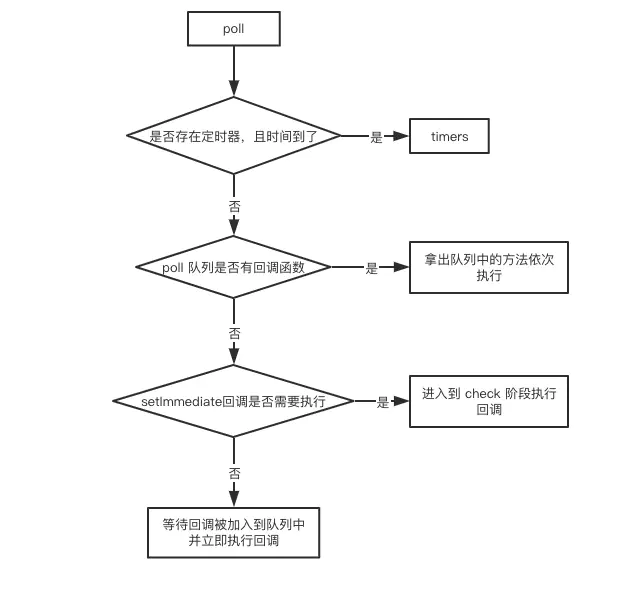 poll
是否存在定时器，且时间到了
是
timers
否
poll 队列是否有回调函数
是
拿出队列中的方法依次
执行
否
setImmediate回调是否需要执行
是
进入到 check 阶段执行
回调
否
等待回调被加入到队列中
并立即执行回调